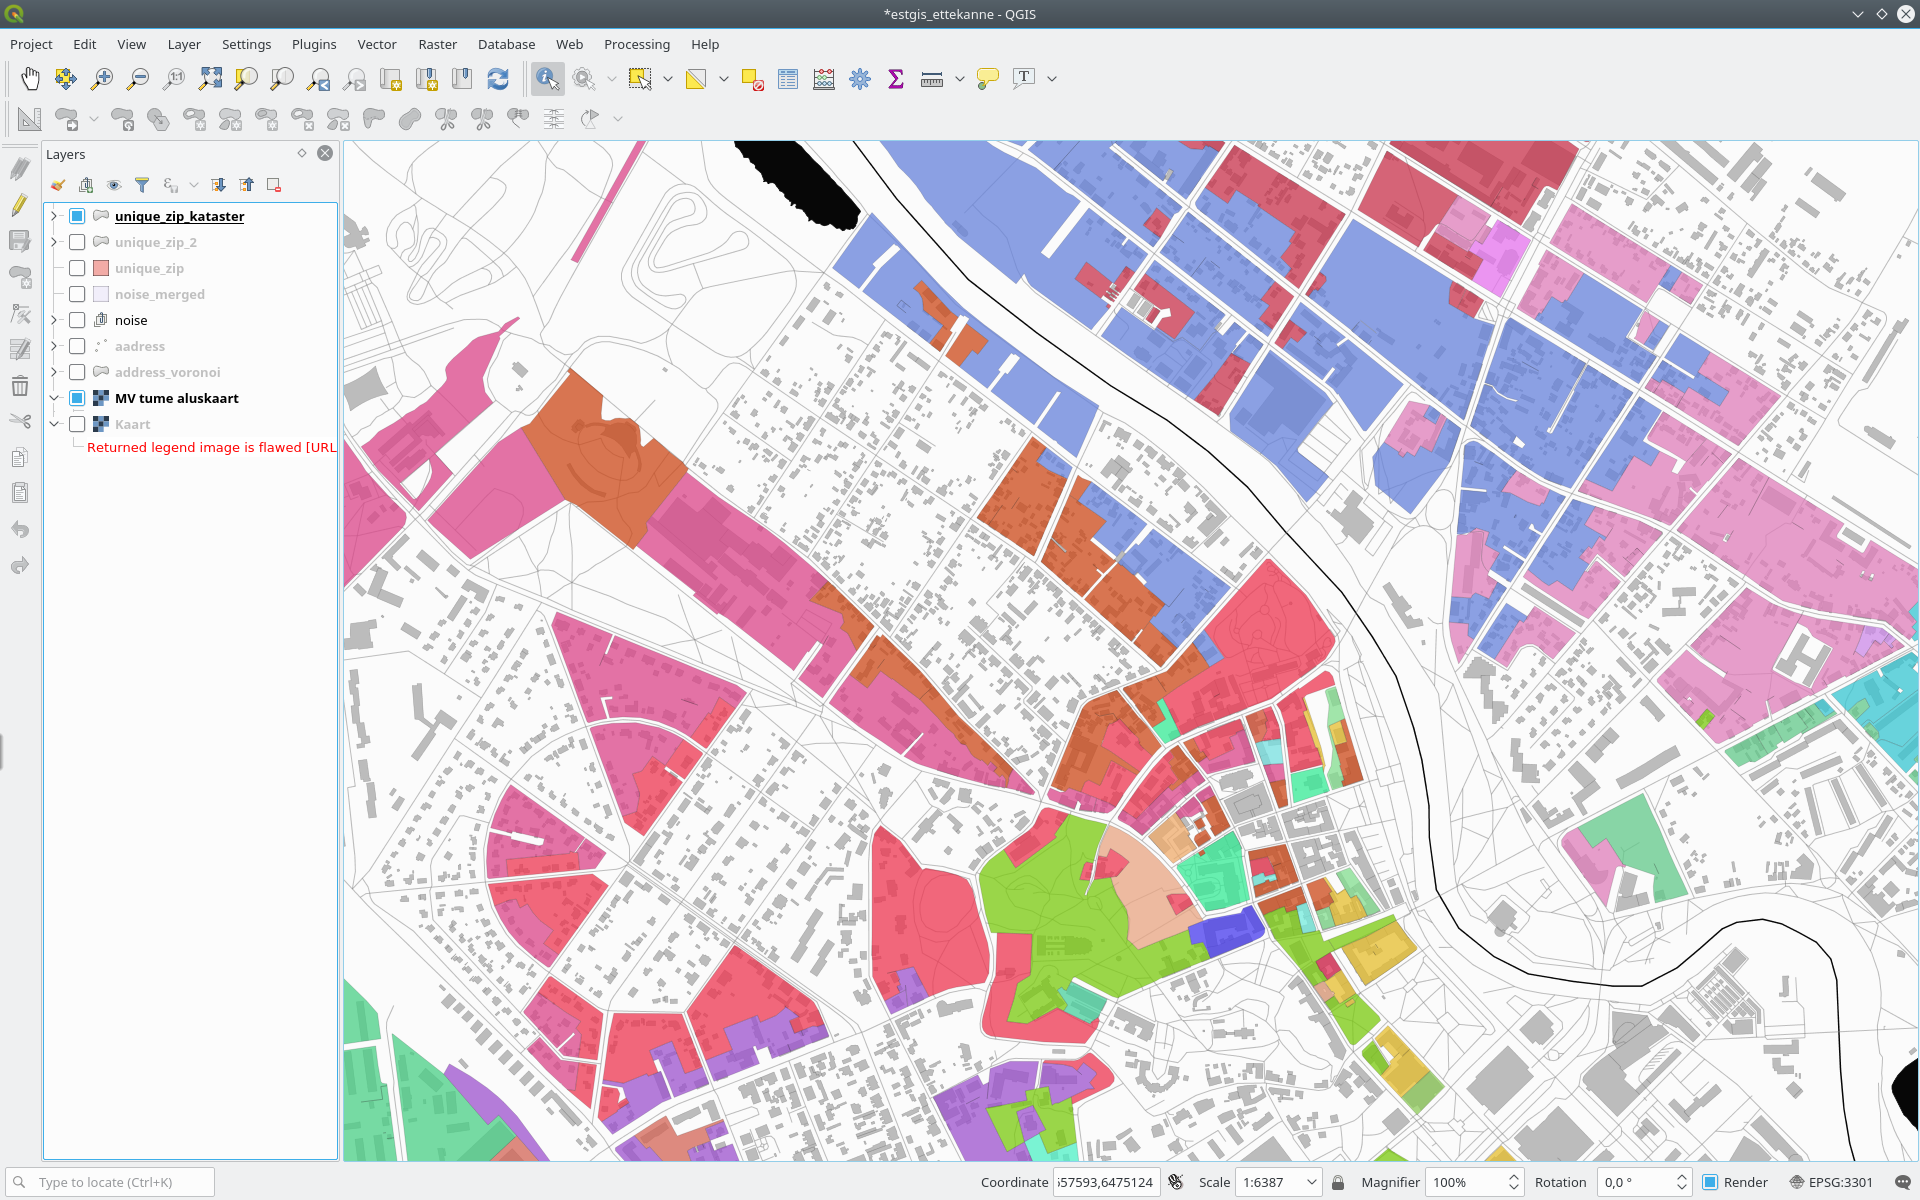 *estgis_ettekanne - QGIS
Project Edit View Layer Settings Plugins Vector Raster Database Web Processing Help
Layers
unique_zip_kataster
unique_zip_2
unique_zip
noise_merged
noise
aadress
address_voronoi
MV tume aluskaart
Kaart
Returned legend image is flawed [URL
Type to locate (Ctrl+K)
Coordinate 557593,6475124 Scale 1:6387 Magnifier 100% Rotation 0,0 ° Render EPSG:3301